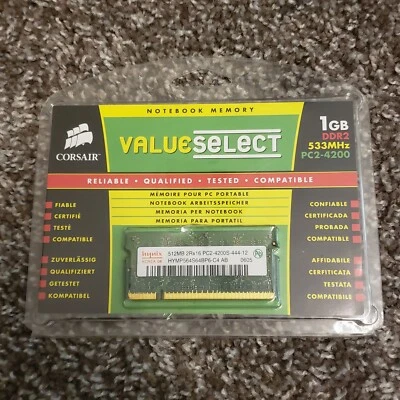 NOTEBOOK MEMORY
CORSAIR
VALUESELECT
1GB
DDR2
533MHz
PC2-4200
RELIABLE • QUALIFIED • TESTED • COMPATIBLE
MÉMOIRE POUR PC PORTABLE
NOTEBOOK ARBEITSSPEICHER
MEMORIA PER NOTEBOOK
MEMORIA PARA PORTATIL
FIABLE
CERTIFIÉ
TESTÉ
COMPATIBLE
ZUVERLÄSSIG
QUALIFIZIERT
GETESTET
KOMPATIBEL
CONFIABLE
CERTIFICADA
PROBADA
COMPATIBLE
AFFIDABILE
CERFITICATA
TESTATA
COMPATIBILE
hynix
512MB 2Rx16 PC2-4200S-444-12
HYMP564S64BP6-C4 AB 0605